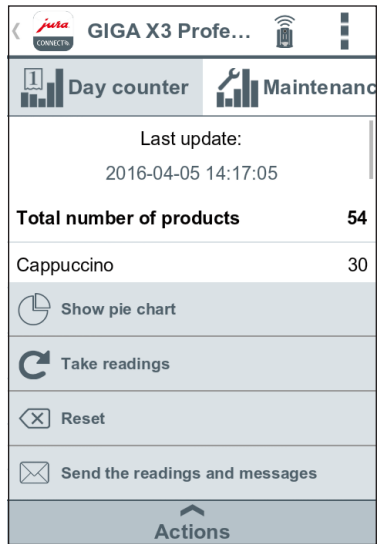 jura
CONNECT
GIGA X3 Profe...
1
Day counter
Maintenanc
Last update:
2016-04-05 14:17:05
Total number of products 54
Cappuccino 30
Show pie chart
Take readings
Reset
Send the readings and messages
Actions